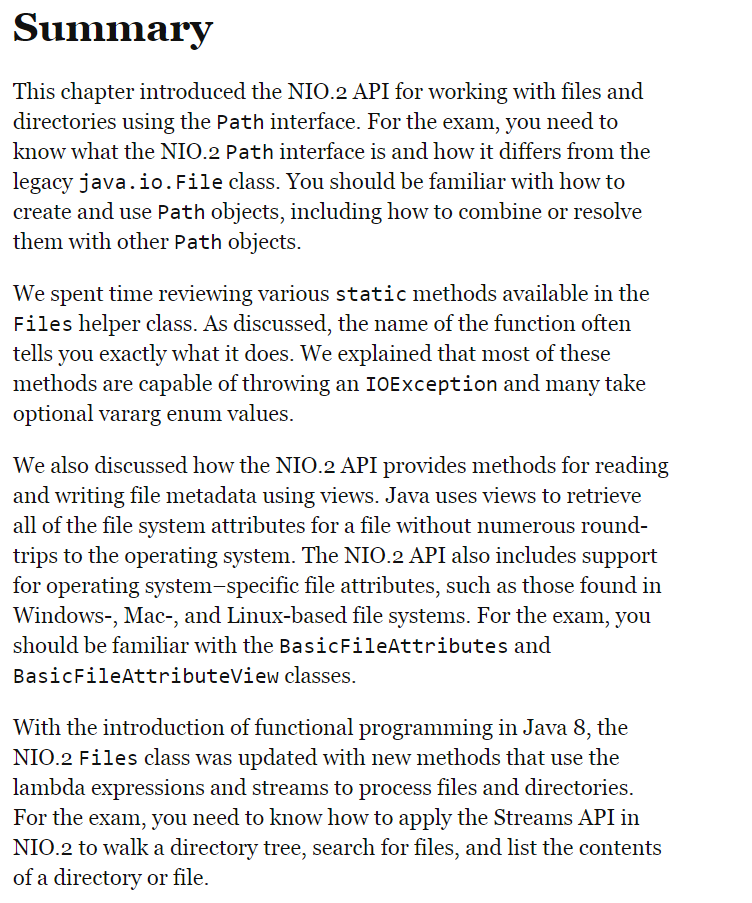 Summary
This chapter introduced the NIO.2 API for working with files and
directories using the Path interface. For the exam, you need to
know what the NIO.2 Path interface is and how it differs from the
legacy java.io.File class. You should be familiar with how to
create and use Path objects, including how to combine or resolve
them with other Path objects.
We spent time reviewing various static methods available in the
Files helper class. As discussed, the name of the function often
tells you exactly what it does. We explained that most of these
methods are capable of throwing an IOException and many take
optional vararg enum values.
We also discussed how the NIO.2 API provides methods for reading
and writing file metadata using views. Java uses views to retrieve
all of the file system attributes for a file without numerous round-
trips to the operating system. The NIO.2 API also includes support
for operating system–specific file attributes, such as those found in
Windows-, Mac-, and Linux-based file systems. For the exam, you
should be familiar with the BasicFileAttributes and
BasicFileAttributeView classes.
With the introduction of functional programming in Java 8, the
NIO.2 Files class was updated with new methods that use the
lambda expressions and streams to process files and directories.
For the exam, you need to know how to apply the Streams API in
NIO.2 to walk a directory tree, search for files, and list the contents
of a directory or file.